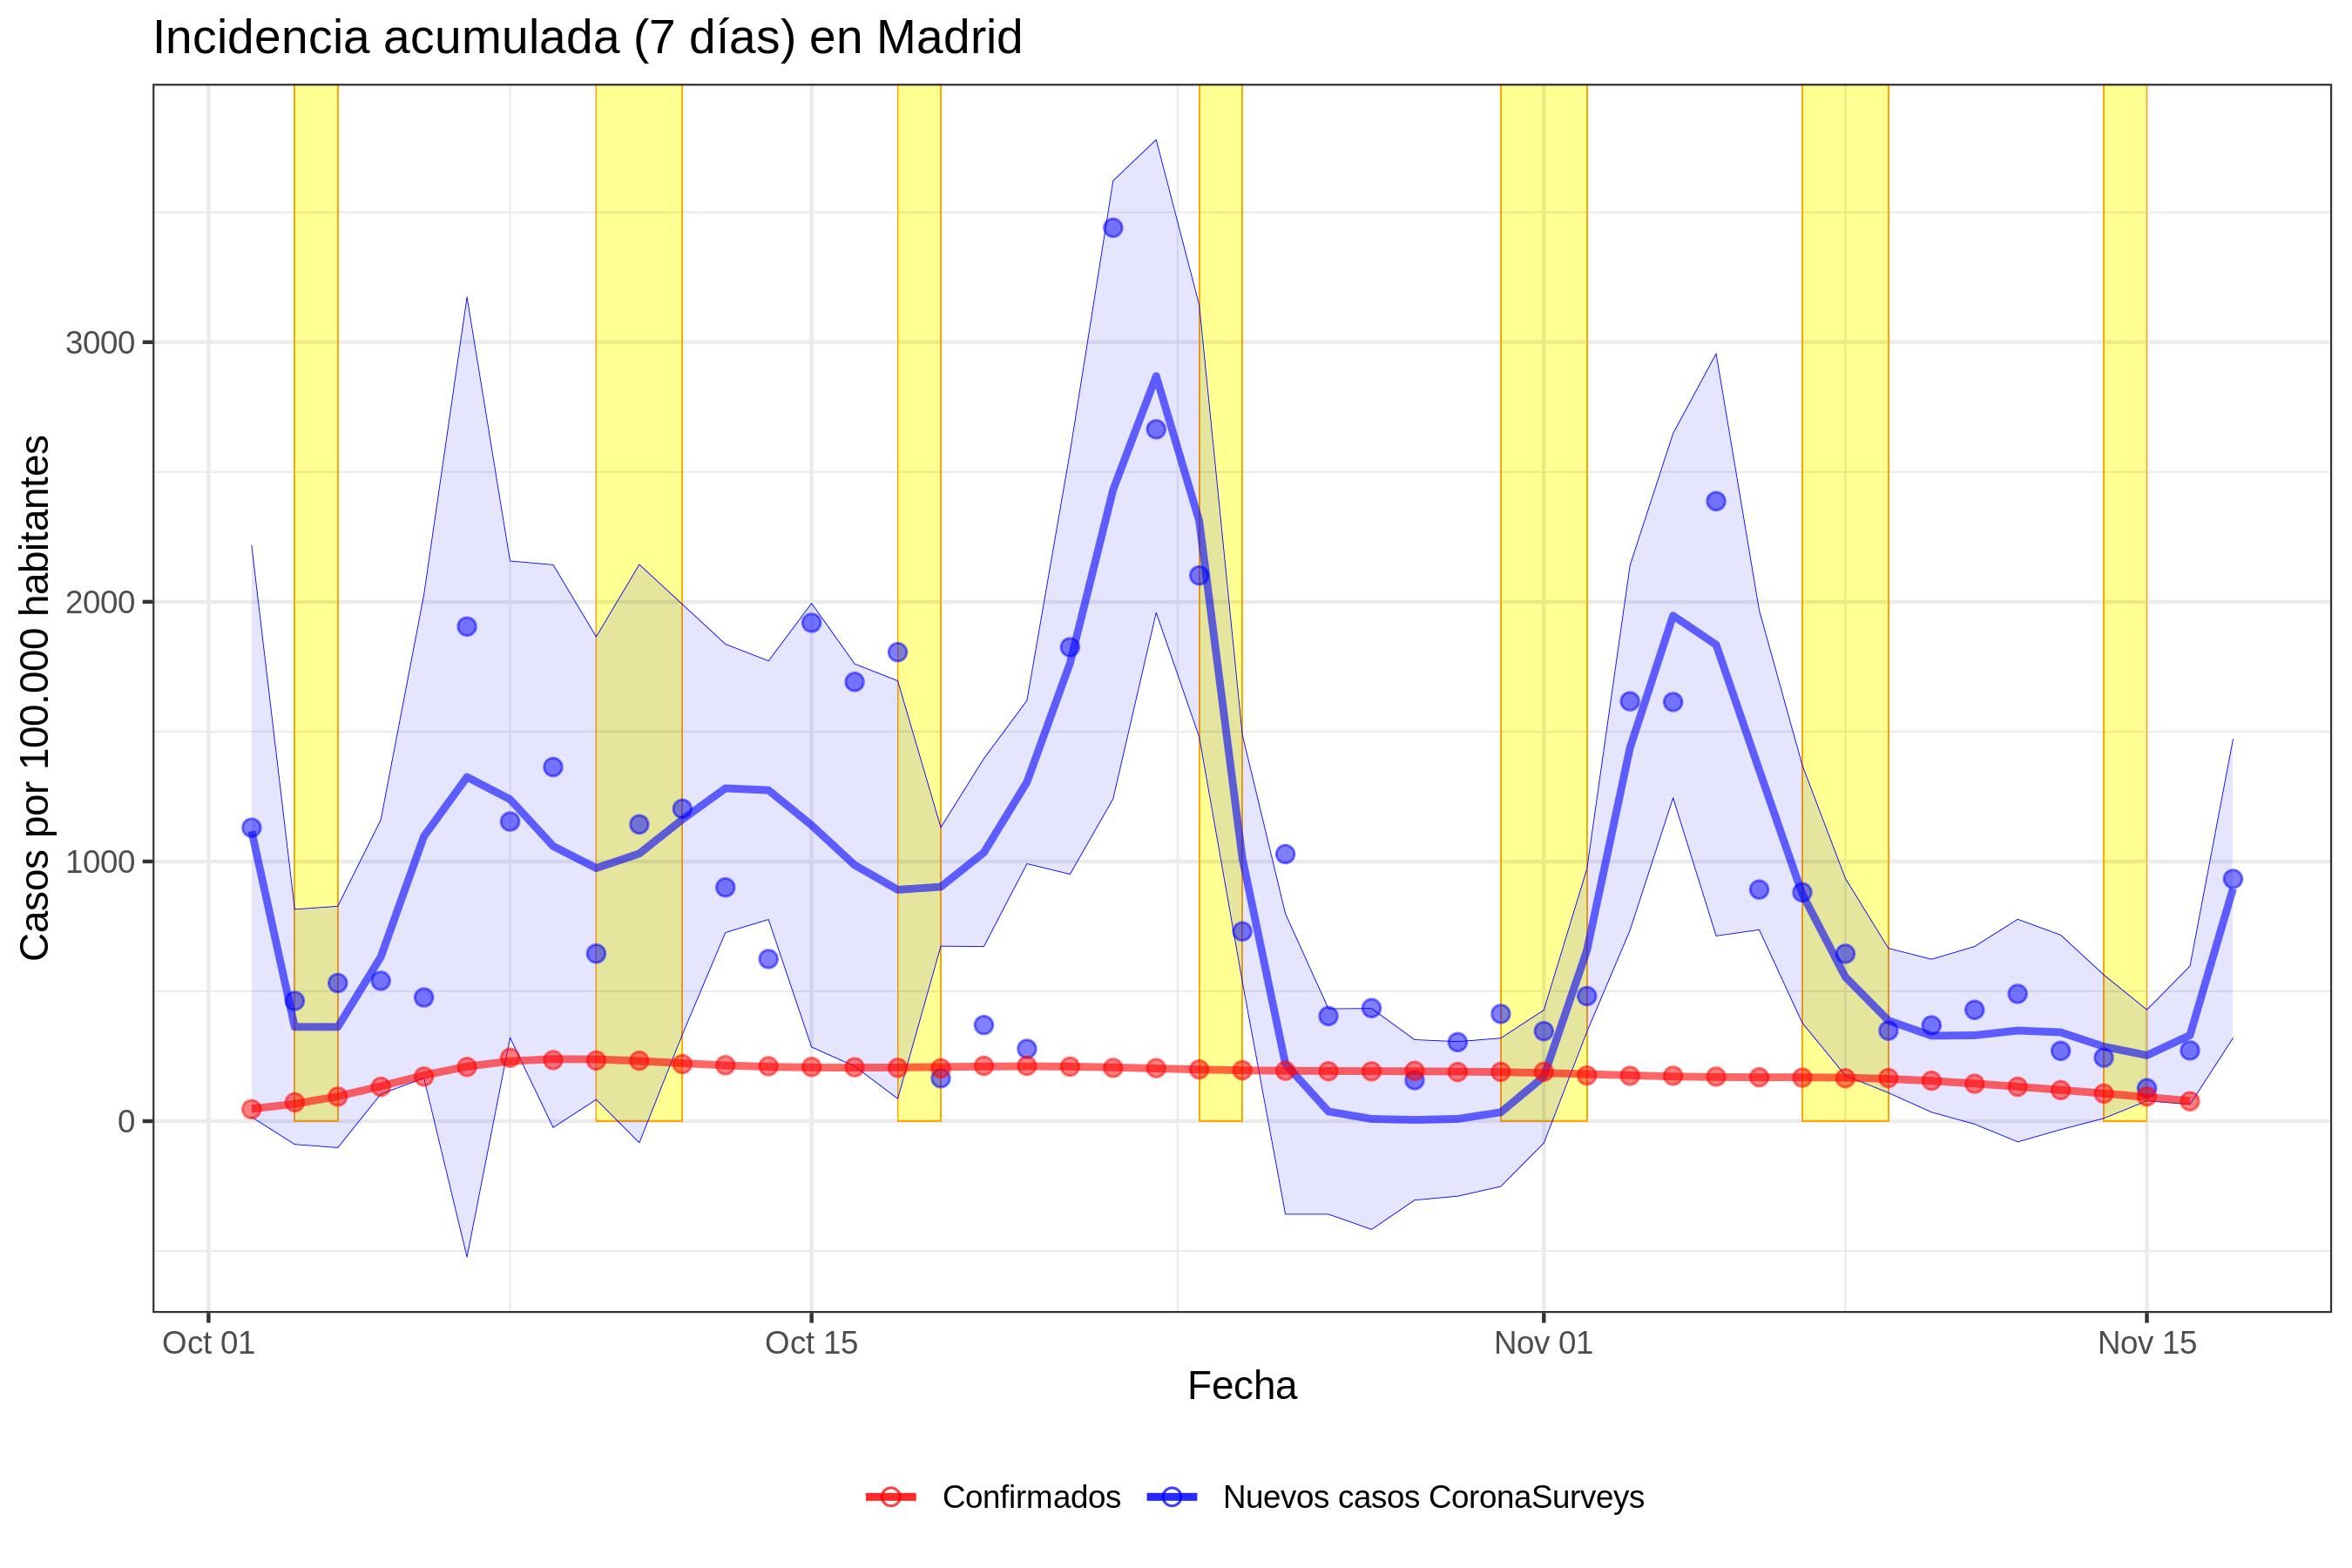 Incidencia acumulada (7 días) en Madrid
Casos por 100.000 habitantes
3000
2000
1000
0
Oct 01 Oct 15 Nov 01 Nov 15
Fecha
Confirmados Nuevos casos CoronaSurveys